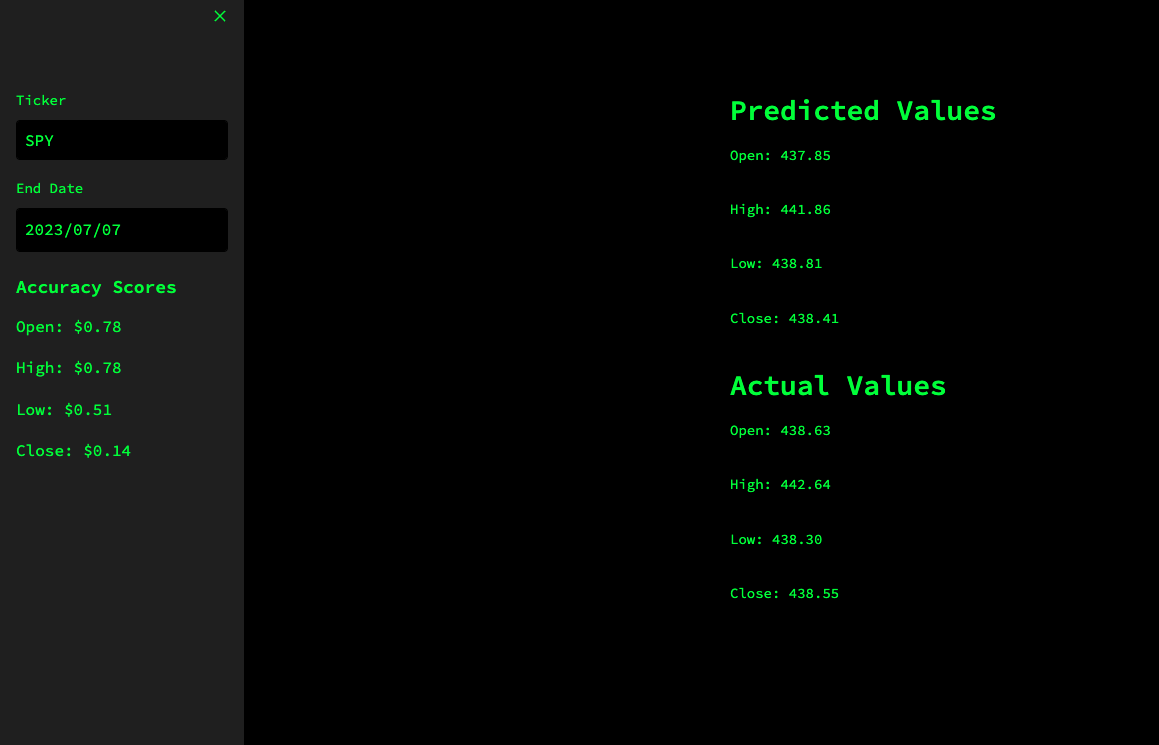 Ticker
SPY
End Date
2023/07/07
Accuracy Scores
Open: $0.78
High: $0.78
Low: $0.51
Close: $0.14
Predicted Values
Open: 437.85
High: 441.86
Low: 438.81
Close: 438.41
Actual Values
Open: 438.63
High: 442.64
Low: 438.30
Close: 438.55